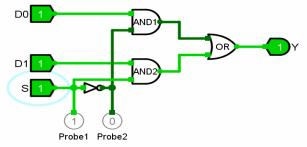 D0 1 AND1
OR 1 Y
D1 1 AND2
S 1
1 0
Probe1 Probe2